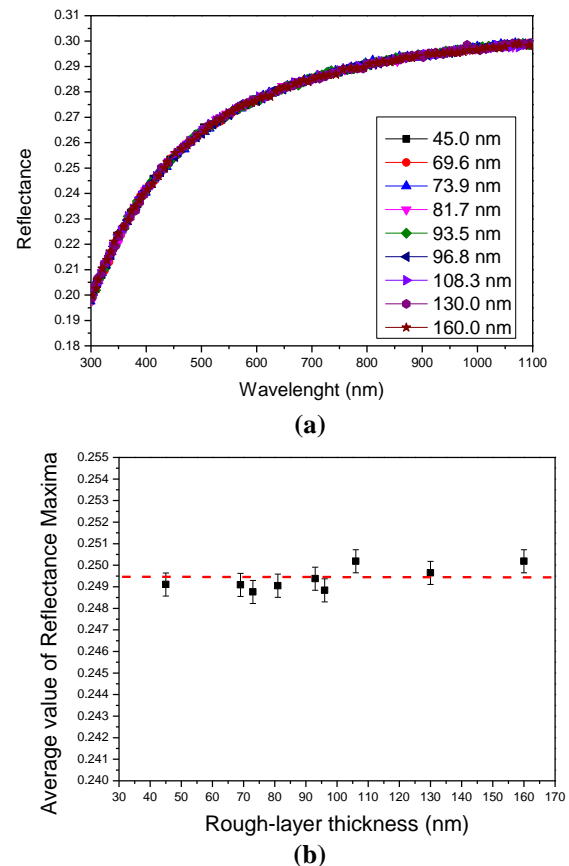 0.30
0.29
0.28
0.27
0.26
0.25
0.24
0.23
0.22
0.21
0.20
0.19
0.18
Reflectance
45.0 nm
69.6 nm
73.9 nm
81.7 nm
93.5 nm
96.8 nm
108.3 nm
130.0 nm
160.0 nm
300 400 500 600 700 800 900 1000 1100
Wavelenght (nm)
(a)
0.255
0.254
0.253
0.252
0.251
0.250
0.249
0.248
0.247
0.246
0.245
0.244
0.243
0.242
0.241
0.240
Average value of Reflectance Maxima
30 40 50 60 70 80 90 100 110 120 130 140 150 160 170
Rough-layer thickness (nm)
(b)